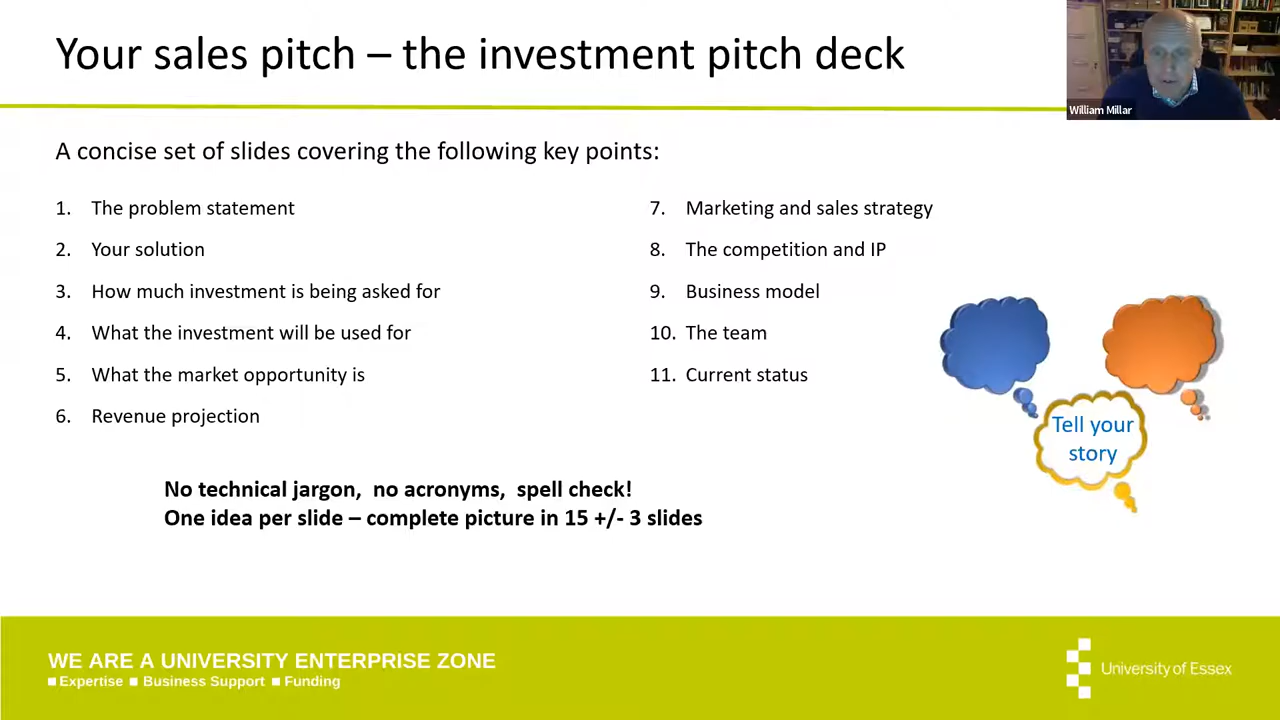 Your sales pitch – the investment pitch deck
William Millar
A concise set of slides covering the following key points:
1. The problem statement
2. Your solution
3. How much investment is being asked for
4. What the investment will be used for
5. What the market opportunity is
6. Revenue projection
7. Marketing and sales strategy
8. The competition and IP
9. Business model
10. The team
11. Current status
Tell your
story
No technical jargon, no acronyms, spell check!
One idea per slide – complete picture in 15 +/- 3 slides
WE ARE A UNIVERSITY ENTERPRISE ZONE
■ Expertise ■ Business Support ■ Funding
University of Essex